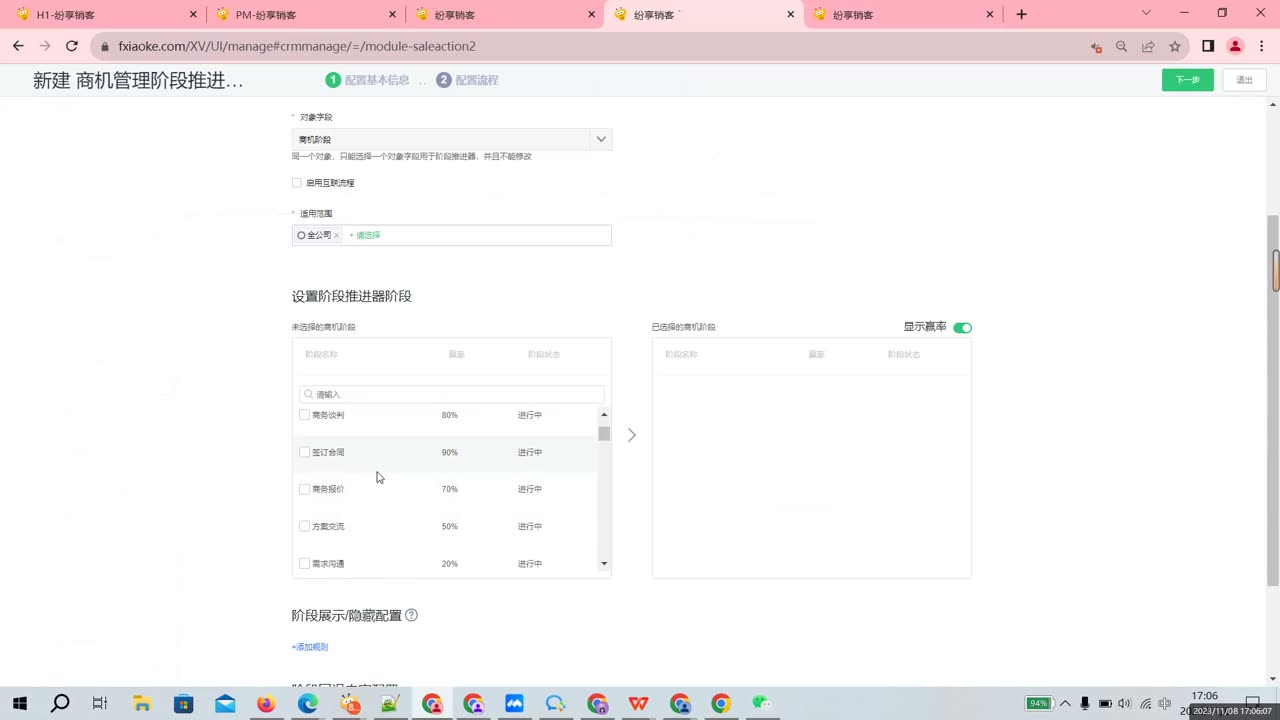 H1-纷享销客
PM-纷享销客
纷享销客
纷享销客
纷享销客
fxiaoke.com/XV/UI/manage#crmmanage/=/module-saleaction2
新建 商机管理阶段推进...
1 配置基本信息 .. 2 配置流程
下一步
退出
* 对象字段
商机阶段
同一个对象，只能选择一个对象字段用于阶段推进器，并且不能修改
启用互联流程
* 适用范围
全公司 × + 请选择
设置阶段推进器阶段
未选择的商机阶段
已选择的商机阶段
显示赢率
阶段名称 赢率 阶段状态
阶段名称 赢率 阶段状态
请输入
商务谈判 80% 进行中
签订合同 90% 进行中
商务报价 70% 进行中
方案交流 50% 进行中
需求沟通 20% 进行中
阶段展示/隐藏配置
+添加规则
94%
17:06
2023/11/08 17:06:07